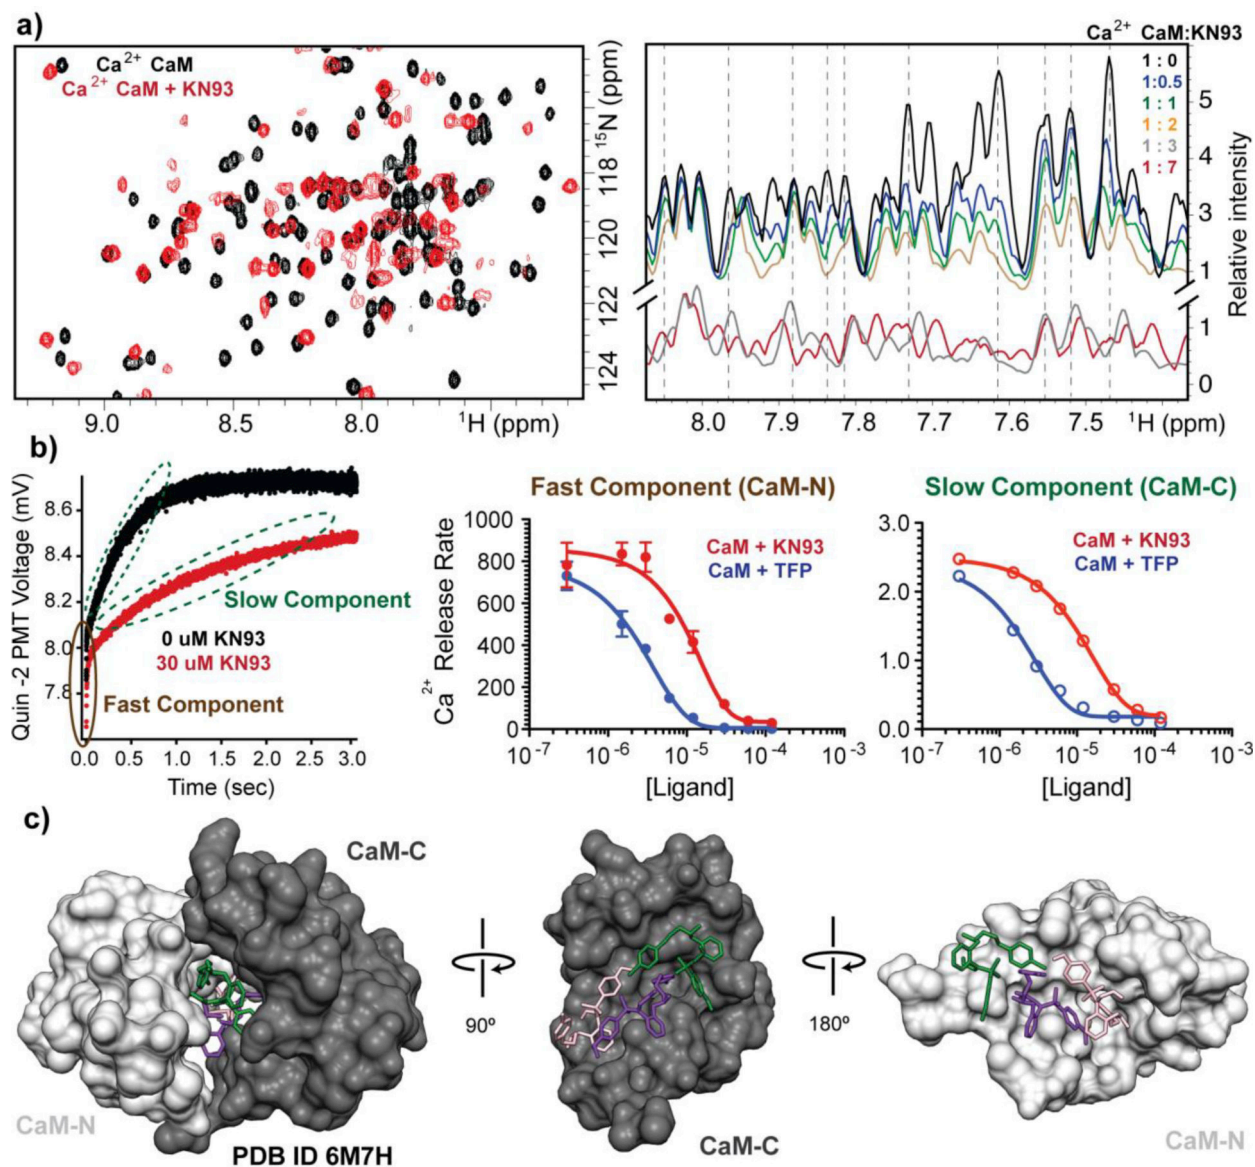 a)
Ca2+ CaM
Ca2+ CaM + KN93
15N (ppm)
118
120
122
124
9.0
8.5
8.0
1H (ppm)
Ca2+ CaM:KN93
1 : 0
1:0.5
1 : 1
1 : 2
1 : 3
1 : 7
5
4
3
1
1
0
Relative intensity
8.0
7.9
7.8
7.7
7.6
7.5
1H (ppm)
b)
Quin -2 PMT Voltage (mV)
8.6
8.4
8.2
8.0
7.8
Slow Component
0 uM KN93
30 uM KN93
Fast Component
0.0 0.5 1.0 1.5 2.0 2.5 3.0
Time (sec)
Fast Component (CaM-N)
Ca2+ Release Rate
1000
800
600
400
200
0
CaM + KN93
CaM + TFP
10-7 10-6 10-5 10-4 10-3
[Ligand]
Slow Component (CaM-C)
3.0
2.0
1.0
0.0
CaM + KN93
CaM + TFP
10-7 10-6 10-5 10-4 10-3
[Ligand]
c)
CaM-C
CaM-N
PDB ID 6M7H
90º
CaM-C
180º
CaM-N